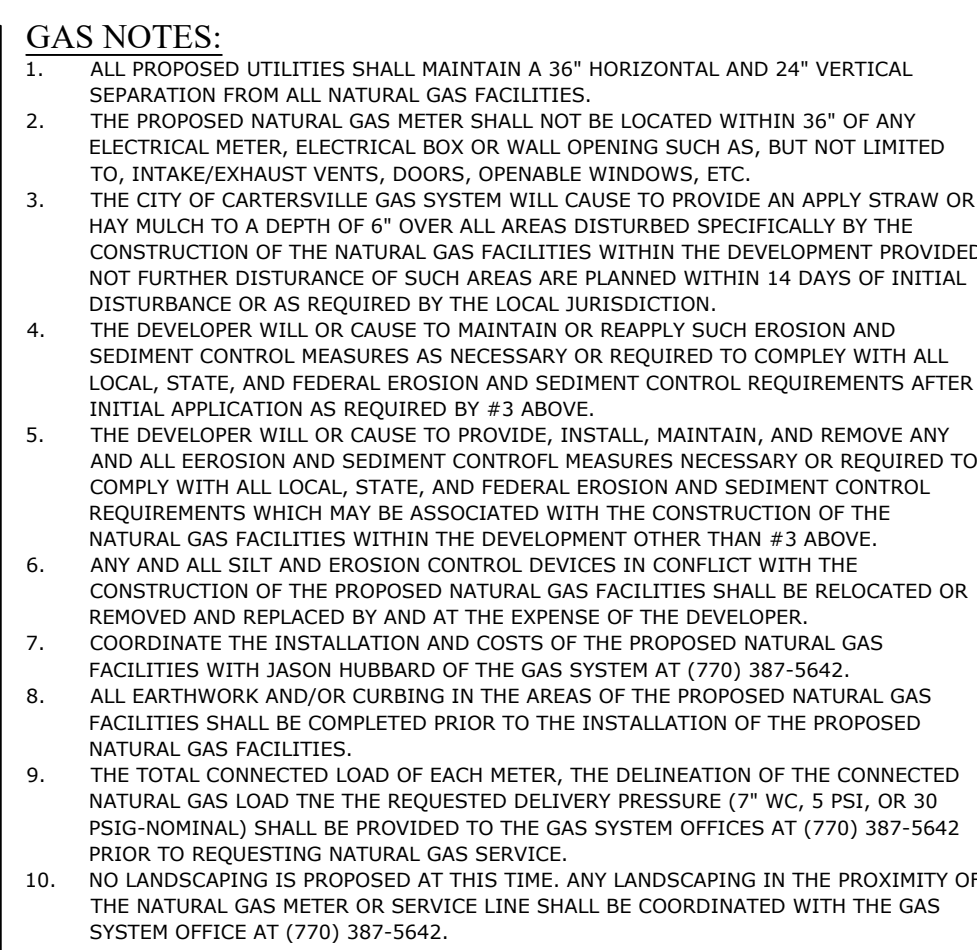 GAS NOTES:
1. ALL PROPOSED UTILITIES SHALL MAINTAIN A 36" HORIZONTAL AND 24" VERTICAL
SEPARATION FROM ALL NATURAL GAS FACILITIES.
2. THE PROPOSED NATURAL GAS METER SHALL NOT BE LOCATED WITHIN 36" OF ANY
ELECTRICAL METER, ELECTRICAL BOX OR WALL OPENING SUCH AS, BUT NOT LIMITED
TO, INTAKE/EXHAUST VENTS, DOORS, OPENABLE WINDOWS, ETC.
3. THE CITY OF CARTERSVILLE GAS SYSTEM WILL CAUSE TO PROVIDE AN APPLY STRAW OR
HAY MULCH TO A DEPTH OF 6" OVER ALL AREAS DISTURBED SPECIFICALLY BY THE
CONSTRUCTION OF THE NATURAL GAS FACILITIES WITHIN THE DEVELOPMENT PROVIDED
NOT FURTHER DISTURANCE OF SUCH AREAS ARE PLANNED WITHIN 14 DAYS OF INITIAL
DISTURBANCE OR AS REQUIRED BY THE LOCAL JURISDICTION.
4. THE DEVELOPER WILL OR CAUSE TO MAINTAIN OR REAPPLY SUCH EROSION AND
SEDIMENT CONTROL MEASURES AS NECESSARY OR REQUIRED TO COMPLEY WITH ALL
LOCAL, STATE, AND FEDERAL EROSION AND SEDIMENT CONTROL REQUIREMENTS AFTER
INITIAL APPLICATION AS REQUIRED BY #3 ABOVE.
5. THE DEVELOPER WILL OR CAUSE TO PROVIDE, INSTALL, MAINTAIN, AND REMOVE ANY
AND ALL EEROSION AND SEDIMENT CONTROFL MEASURES NECESSARY OR REQUIRED TO
COMPLY WITH ALL LOCAL, STATE, AND FEDERAL EROSION AND SEDIMENT CONTROL
REQUIREMENTS WHICH MAY BE ASSOCIATED WITH THE CONSTRUCTION OF THE
NATURAL GAS FACILITIES WITHIN THE DEVELOPMENT OTHER THAN #3 ABOVE.
6. ANY AND ALL SILT AND EROSION CONTROL DEVICES IN CONFLICT WITH THE
CONSTRUCTION OF THE PROPOSED NATURAL GAS FACILITIES SHALL BE RELOCATED OR
REMOVED AND REPLACED BY AND AT THE EXPENSE OF THE DEVELOPER.
7. COORDINATE THE INSTALLATION AND COSTS OF THE PROPOSED NATURAL GAS
FACILITIES WITH JASON HUBBARD OF THE GAS SYSTEM AT (770) 387-5642.
8. ALL EARTHWORK AND/OR CURBING IN THE AREAS OF THE PROPOSED NATURAL GAS
FACILITIES SHALL BE COMPLETED PRIOR TO THE INSTALLATION OF THE PROPOSED
NATURAL GAS FACILITIES.
9. THE TOTAL CONNECTED LOAD OF EACH METER, THE DELINEATION OF THE CONNECTED
NATURAL GAS LOAD TNE THE REQUESTED DELIVERY PRESSURE (7" WC, 5 PSI, OR 30
PSIG-NOMINAL) SHALL BE PROVIDED TO THE GAS SYSTEM OFFICES AT (770) 387-5642
PRIOR TO REQUESTING NATURAL GAS SERVICE.
10. NO LANDSCAPING IS PROPOSED AT THIS TIME. ANY LANDSCAPING IN THE PROXIMITY OF
THE NATURAL GAS METER OR SERVICE LINE SHALL BE COORDINATED WITH THE GAS
SYSTEM OFFICE AT (770) 387-5642.